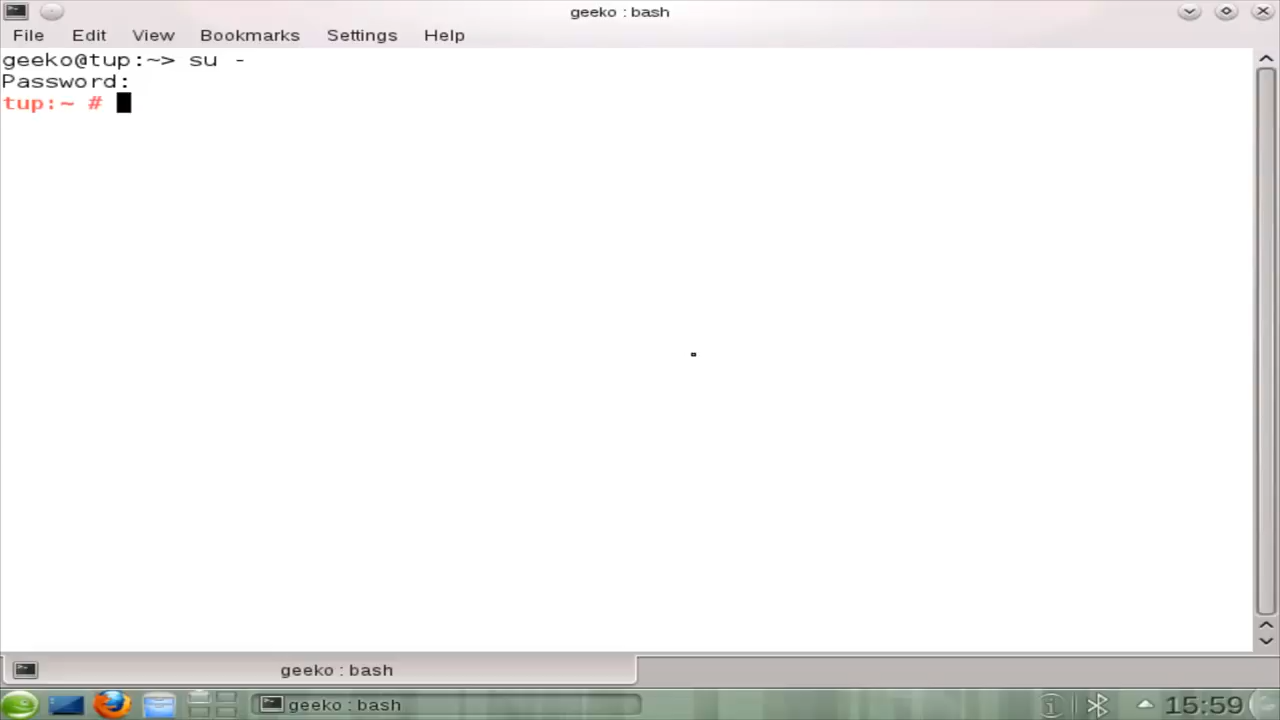 geeko : bash
File Edit View Bookmarks Settings Help
geeko@tup:~> su -
Password:
tup:~ #
geeko : bash
geeko : bash
15:59